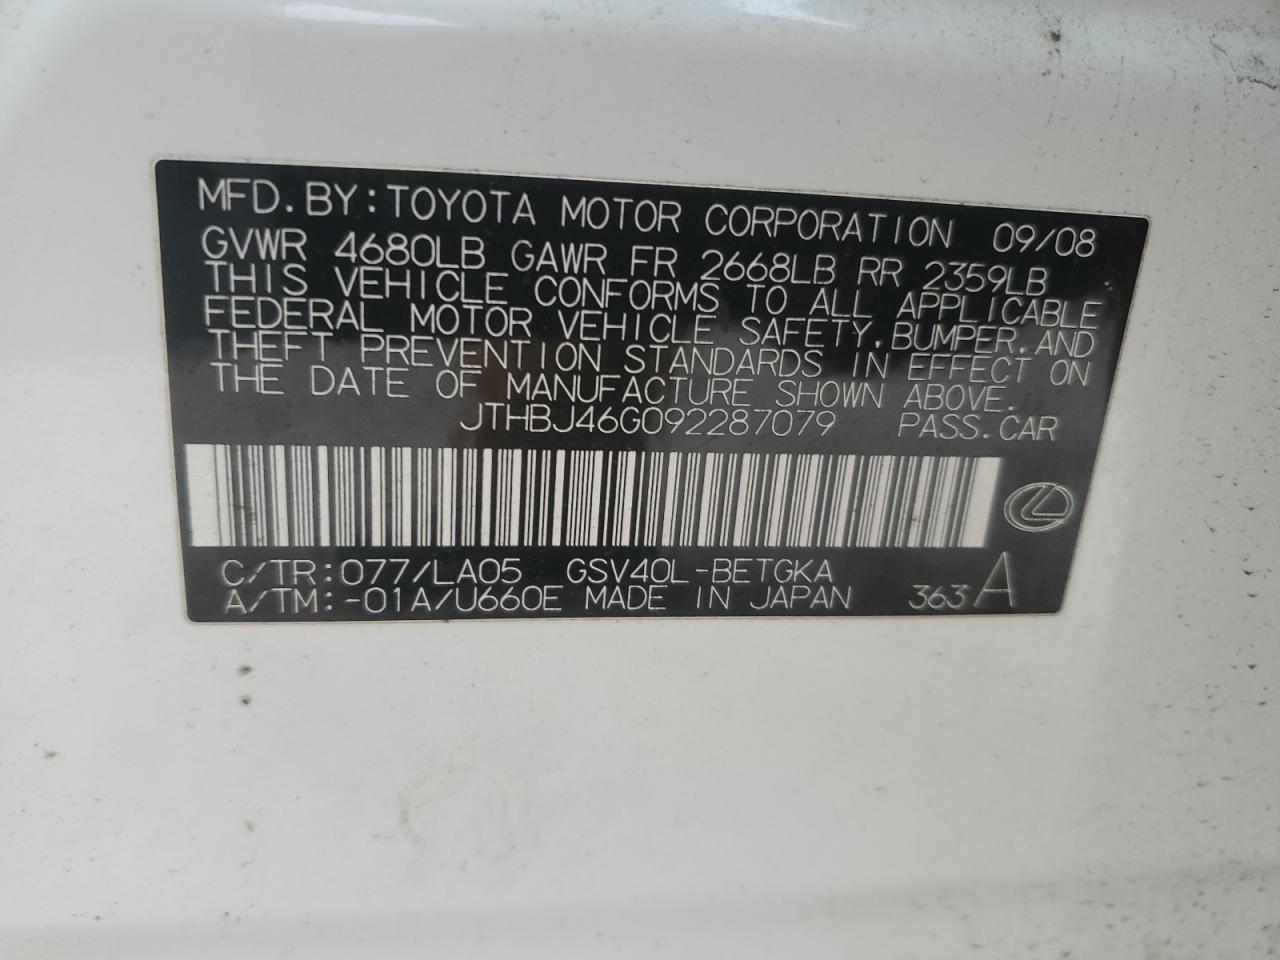 MFD. BY: TOYOTA MOTOR CORPORATION 09/08
GVWR 4680LB GAWR FR 2668LB RR 2359LB
THIS VEHICLE CONFORMS TO ALL APPLICABLE
FEDERAL MOTOR VEHICLE SAFETY, BUMPER, AND
THEFT PREVENTION STANDARDS IN EFFECT ON
THE DATE OF MANUFACTURE SHOWN ABOVE.
JTHBJ46G092287079 PASS. CAR
C/TR: 077/LA05 GSV40L-BETGKA
A/TM: -01A/U660E MADE IN JAPAN 363 A